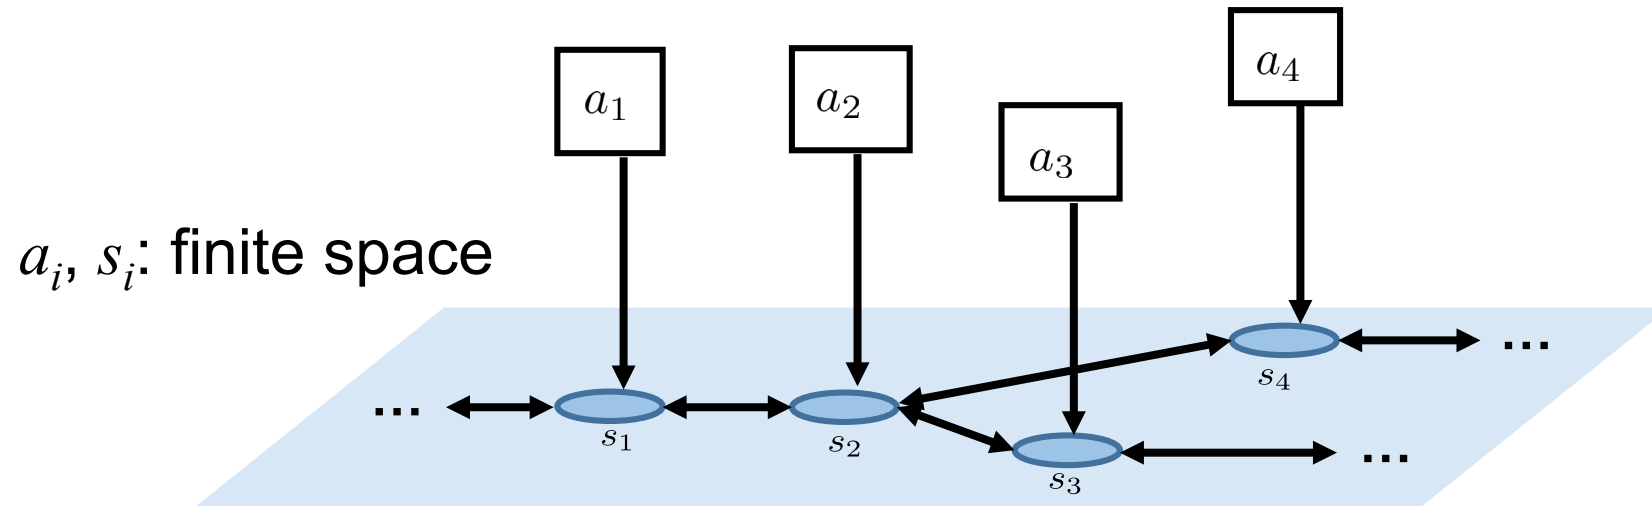 a₄
a₁
a₂
a₃
aᵢ, sᵢ: finite space
...
s₄
...
s₁
s₂
...
s₃